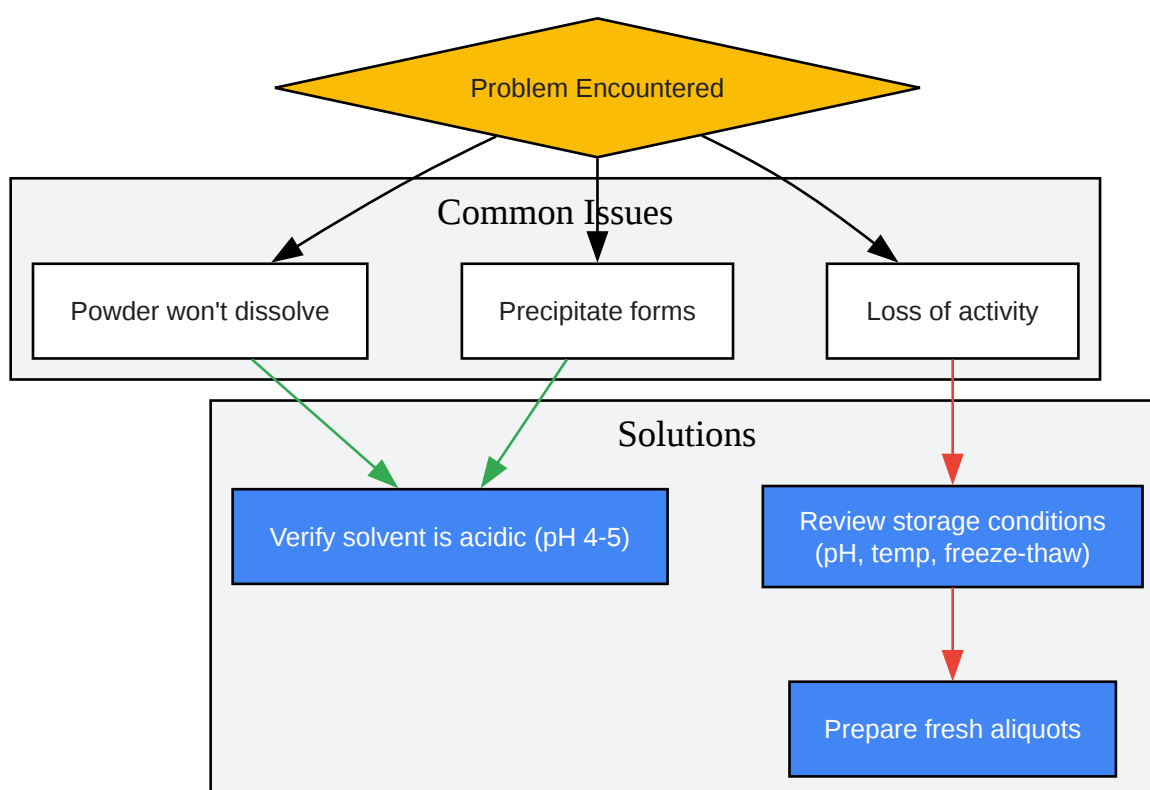 Problem Encountered
Common Issues
Powder won't dissolve
Precipitate forms
Loss of activity
Solutions
Verify solvent is acidic (pH 4-5)
Review storage conditions
(pH, temp, freeze-thaw)
Prepare fresh aliquots